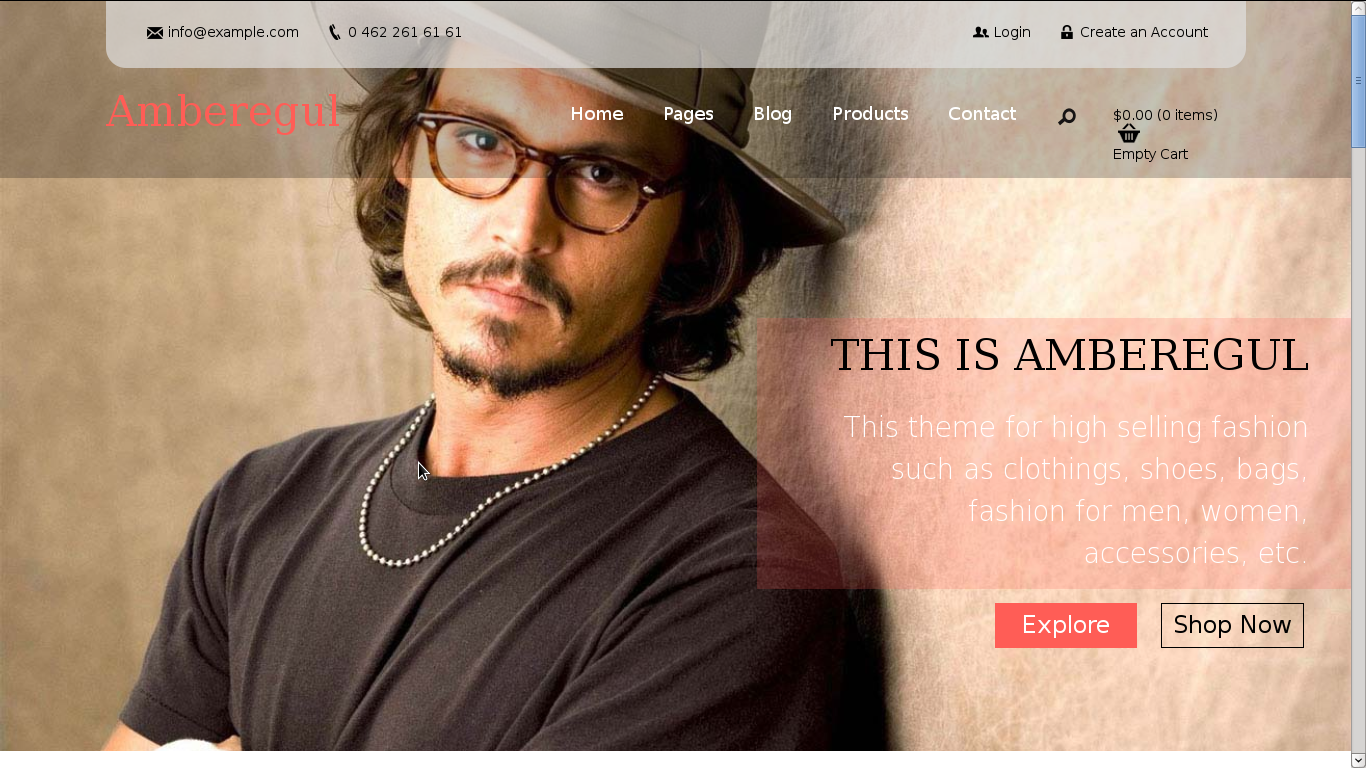 info@example.com 0 462 261 61 61 Login Create an Account
Amberegul Home Pages Blog Products Contact $0.00 (0 items)
Empty Cart
THIS IS AMBEREGUL
This theme for high selling fashion
such as clothings, shoes, bags,
fashion for men, women,
accessories, etc.
Explore Shop Now